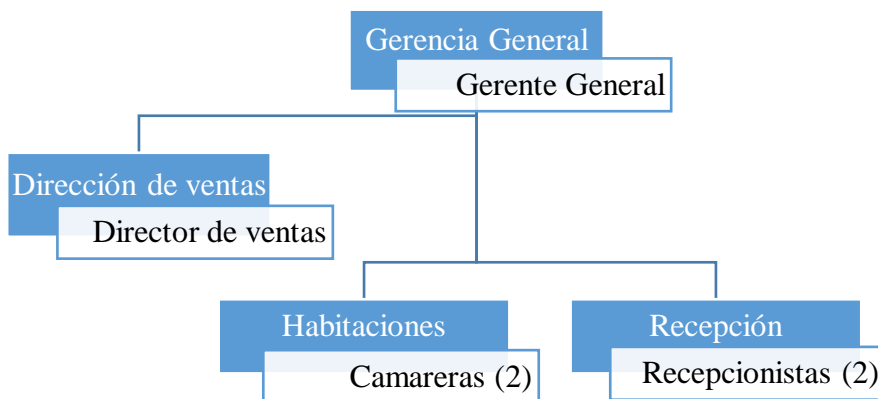 Gerencia General
Gerente General
Dirección de ventas
Director de ventas
Habitaciones
Camareras (2)
Recepción
Recepcionistas (2)